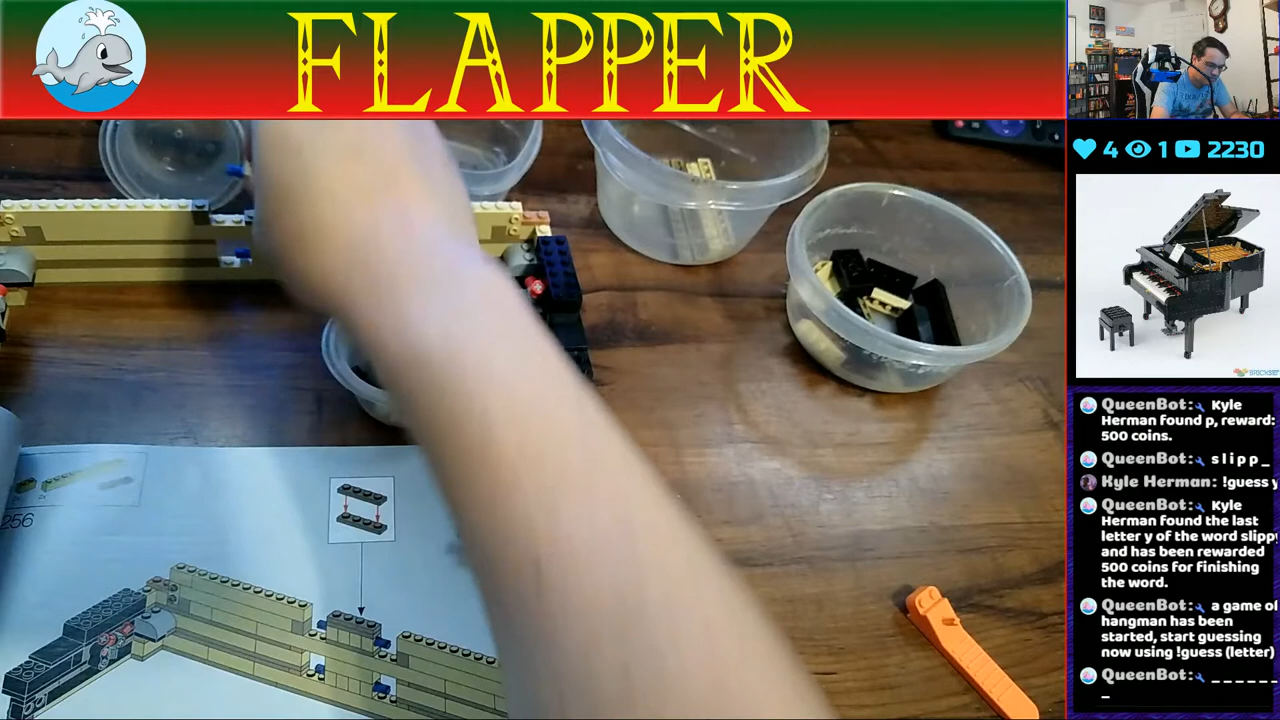 FLAPPER
4 1 2230
BRICKSET
QueenBot: Kyle
Herman found p, reward:
500 coins.
QueenBot: s l i p p _
Kyle Herman: !guess y
QueenBot: Kyle
Herman found the last
letter y of the word slippy
and has been rewarded
500 coins for finishing
the word.
QueenBot: a game of
hangman has been
started, start guessing
now using !guess (letter)
QueenBot: _ _ _ _ _ _
_
256